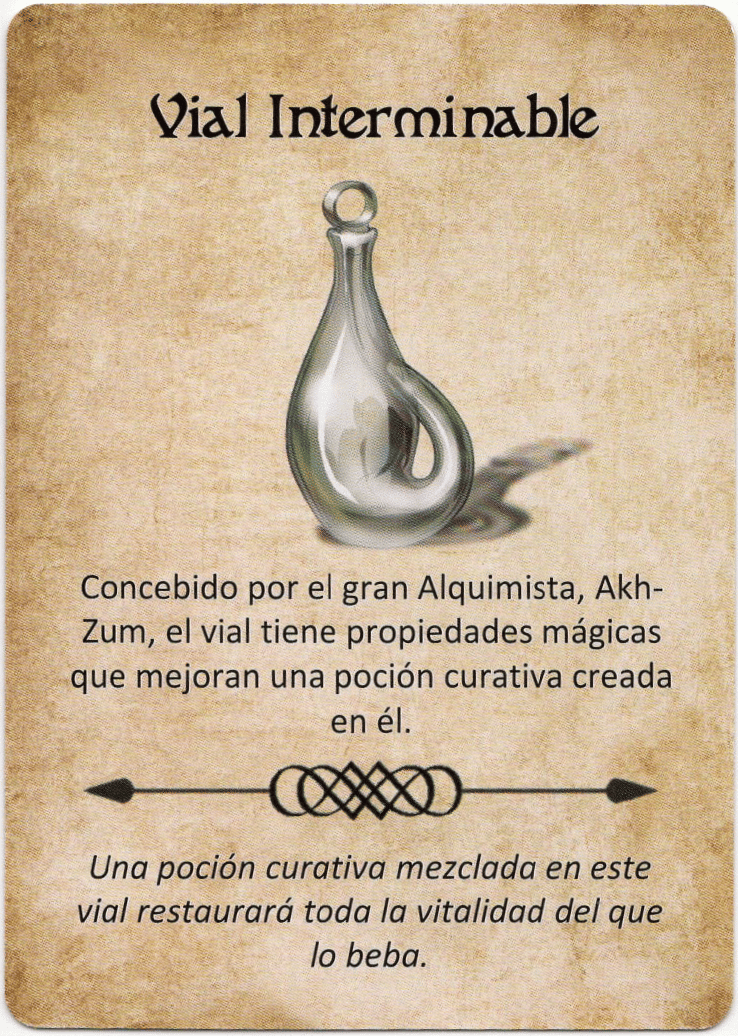 Vial Interminable
Concebido por el gran Alquimista, Akh-
Zum, el vial tiene propiedades mágicas
que mejoran una poción curativa creada
en él.
Una poción curativa mezclada en este
vial restaurará toda la vitalidad del que
lo beba.